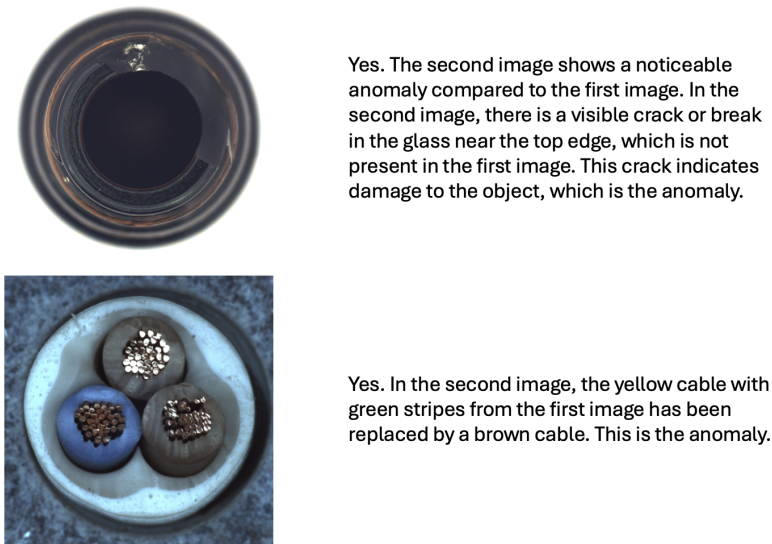 Yes. The second image shows a noticeable
anomaly compared to the first image. In the
second image, there is a visible crack or break
in the glass near the top edge, which is not
present in the first image. This crack indicates
damage to the object, which is the anomaly.
Yes. In the second image, the yellow cable with
green stripes from the first image has been
replaced by a brown cable. This is the anomaly.